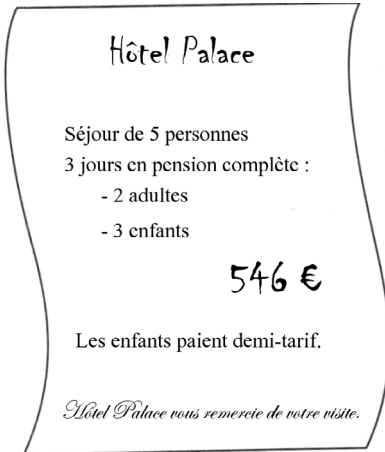 Hôtel Palace
Séjour de 5 personnes
3 jours en pension complète :
- 2 adultes
- 3 enfants
546 €
Les enfants paient demi-tarif.
Hôtel Palace vous remercie de votre visite.